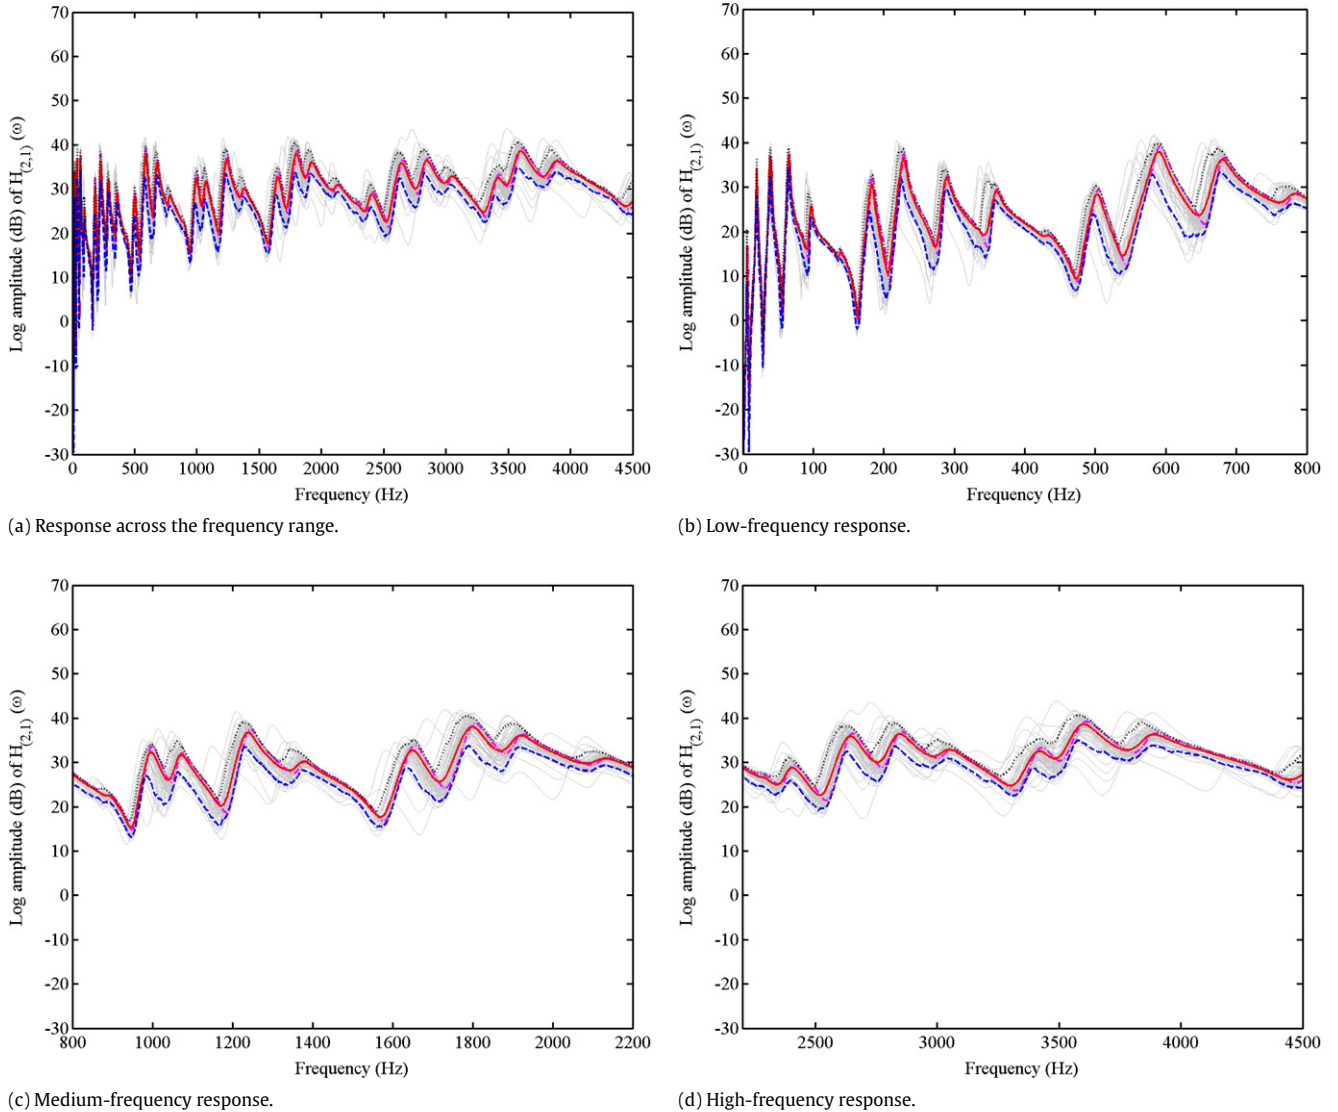 70
60
50
40
30
20
10
0
-10
-20
-30
Log amplitude (dB) of H(2,1) (ω)
0 500 1000 1500 2000 2500 3000 3500 4000 4500
Frequency (Hz)
(a) Response across the frequency range.
70
60
50
40
30
20
10
0
-10
-20
-30
Log amplitude (dB) of H(2,1) (ω)
0 100 200 300 400 500 600 700 800
Frequency (Hz)
(b) Low-frequency response.
70
60
50
40
30
20
10
0
-10
-20
-30
Log amplitude (dB) of H(2,1) (ω)
800 1000 1200 1400 1600 1800 2000 2200
Frequency (Hz)
(c) Medium-frequency response.
70
60
50
40
30
20
10
0
-10
-20
-30
Log amplitude (dB) of H(2,1) (ω)
2500 3000 3500 4000 4500
Frequency (Hz)
(d) High-frequency response.